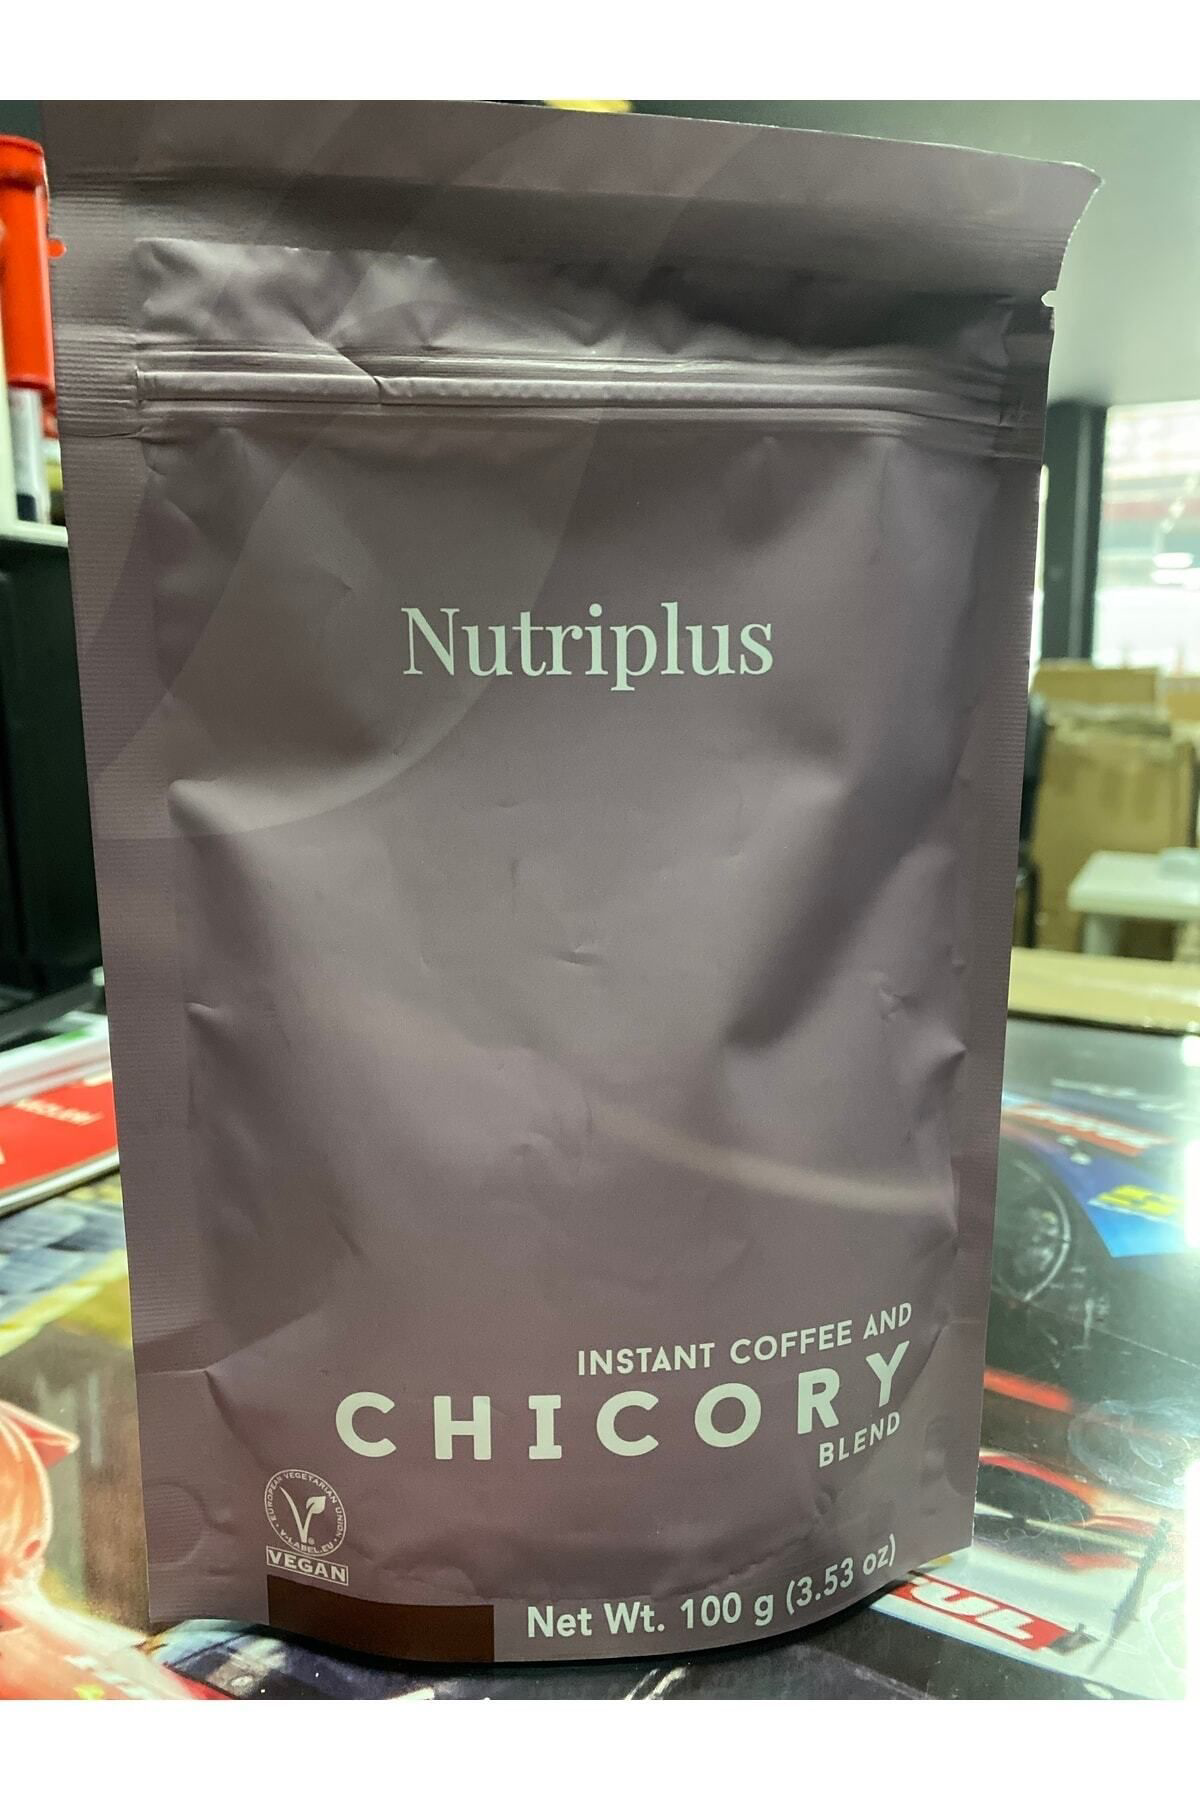 Nutriplus
INSTANT COFFEE AND
CHICORY
BLEND
EUROPEAN VEGETARIAN UNION
V-LABEL.EU
VEGAN
Net Wt. 100 g (3.53 oz)